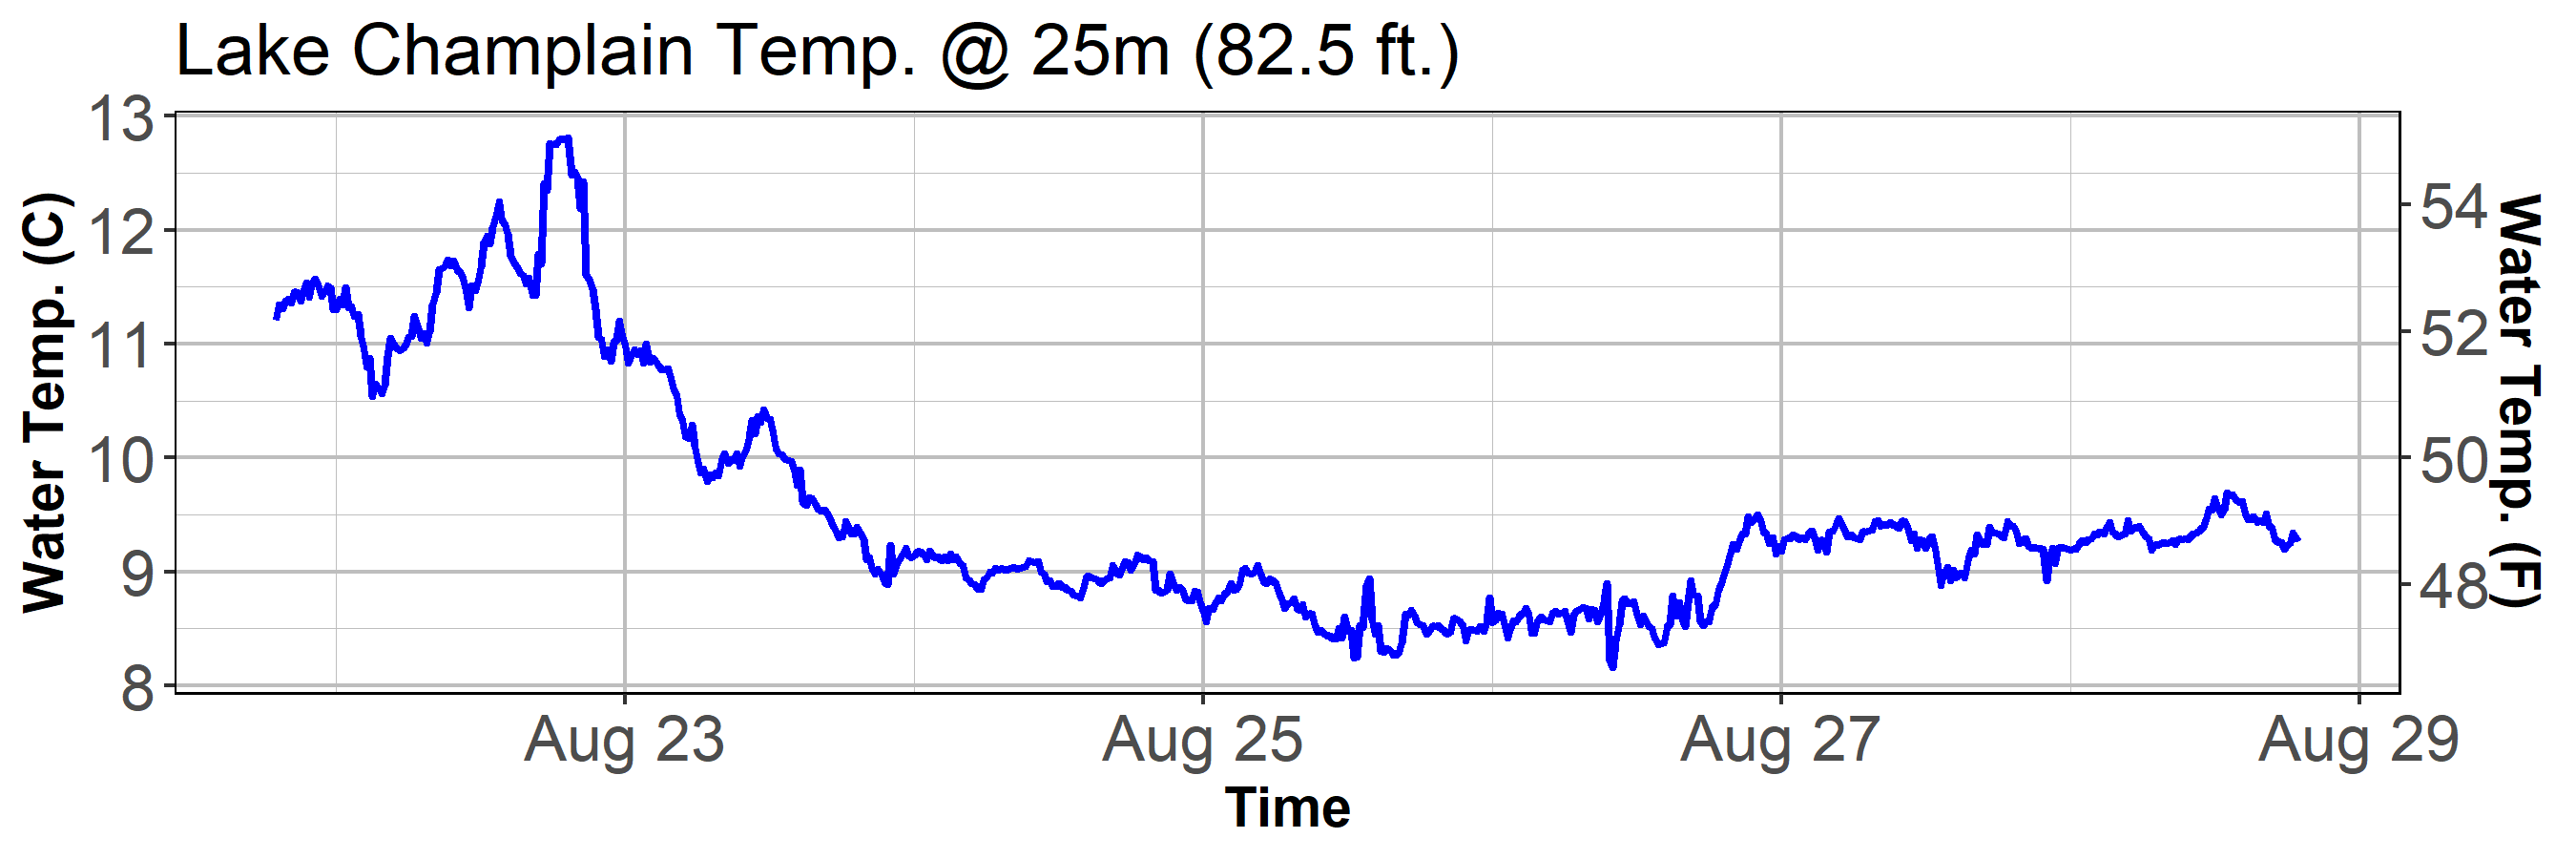 Lake Champlain Temp. @ 25m (82.5 ft.)
Water Temp. (C)
13
12
11
10
9
8
54
52
50
48
Water Temp. (F)
Aug 23 Aug 25 Aug 27 Aug 29
Time